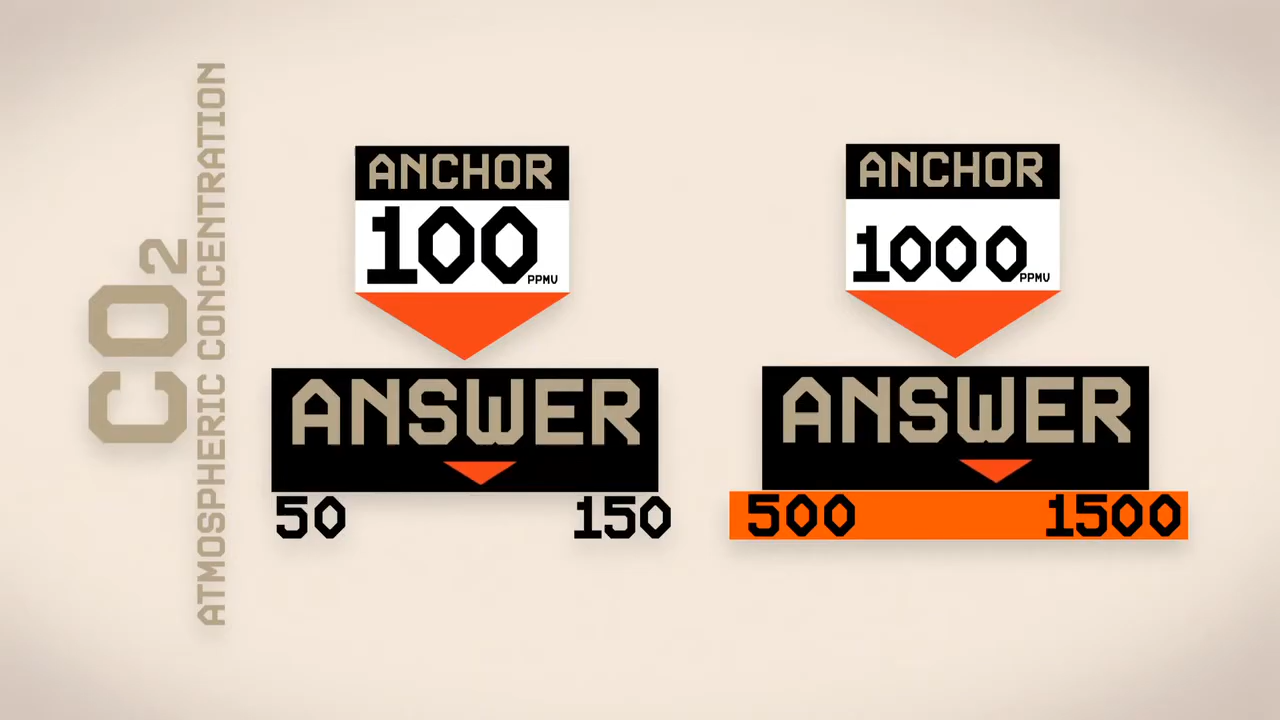 CO2
ATMOSPHERIC CONCENTRATION
ANCHOR
100 PPMV
ANSWER
50 150
ANCHOR
1000 PPMV
ANSWER
500 1500